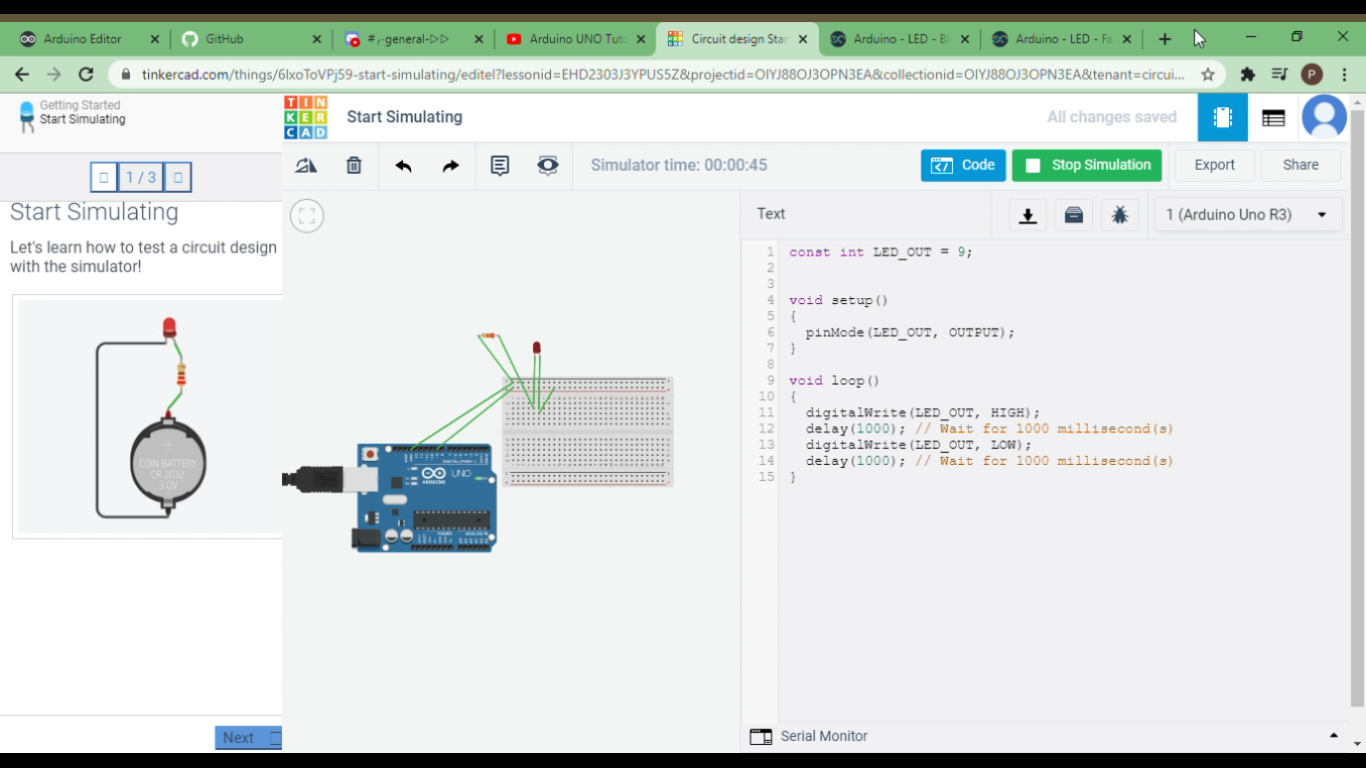 Arduino Editor
GitHub
#┌general-▷▷
Arduino UNO Tuto
Circuit design Star
Arduino - LED - Bl
Arduino - LED - Fa
tinkercad.com/things/6lxoToVPj59-start-simulating/editel?lessonid=EHD2303J3YPUS5Z&projectid=OIYJ88OJ3OPN3EA&collectionid=OIYJ88OJ3OPN3EA&tenant=circui...
P
Getting Started
Start Simulating
TINKERCAD
Start Simulating
All changes saved
1 / 3
Simulator time: 00:00:45
Code
Stop Simulation
Export
Share
Start Simulating
Let's learn how to test a circuit design
with the simulator!
COIN BATTERY
CR 2032
3.0V
Next
UNO
ARDUINO
Text
1 (Arduino Uno R3)
1 const int LED_OUT = 9;
2
3
4 void setup()
5 {
6 pinMode(LED_OUT, OUTPUT);
7 }
8
9 void loop()
10 {
11 digitalWrite(LED_OUT, HIGH);
12 delay(1000); // Wait for 1000 millisecond(s)
13 digitalWrite(LED_OUT, LOW);
14 delay(1000); // Wait for 1000 millisecond(s)
15 }
Serial Monitor